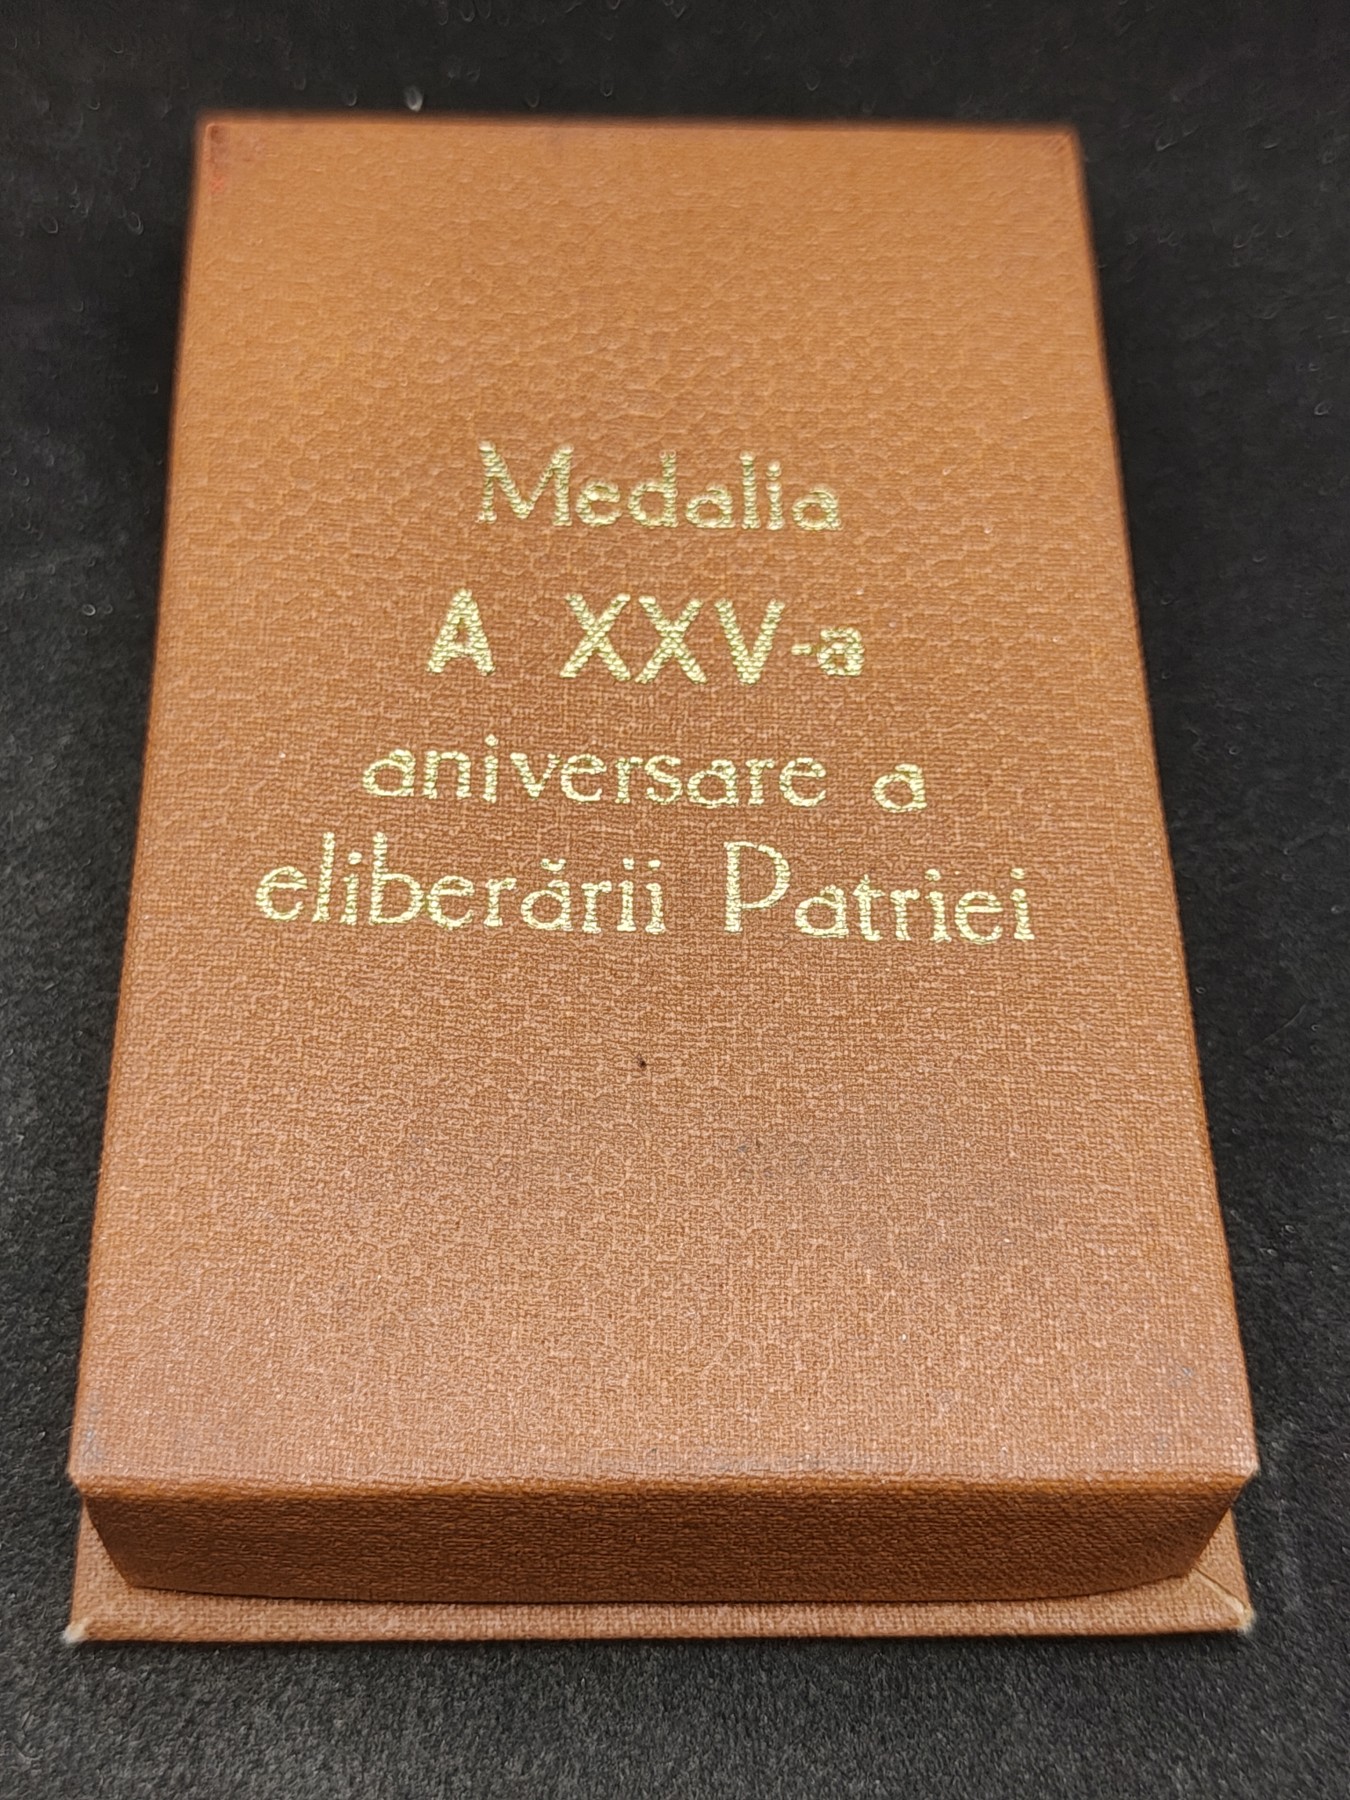 Medalia
A XXV-a
aniversare a
eliberării Patriei